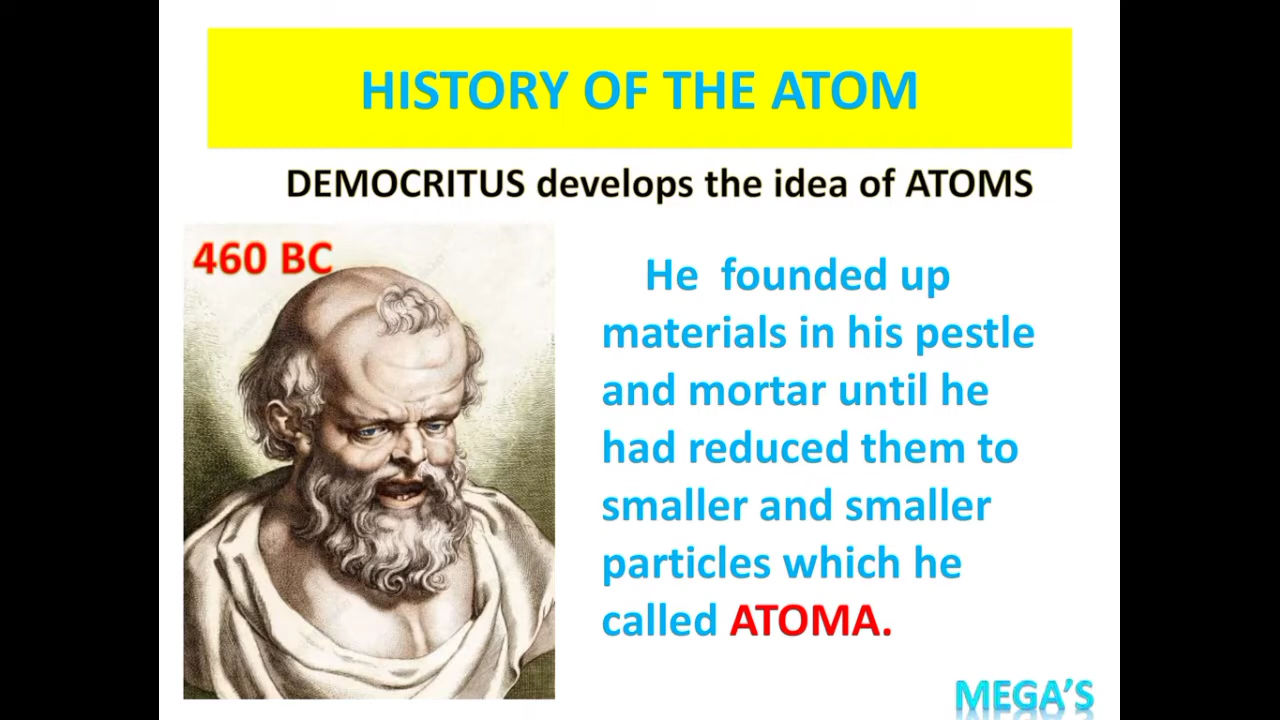 HISTORY OF THE ATOM
DEMOCRITUS develops the idea of ATOMS
460 BC
He founded up
materials in his pestle
and mortar until he
had reduced them to
smaller and smaller
particles which he
called ATOMA.
MEGA'S